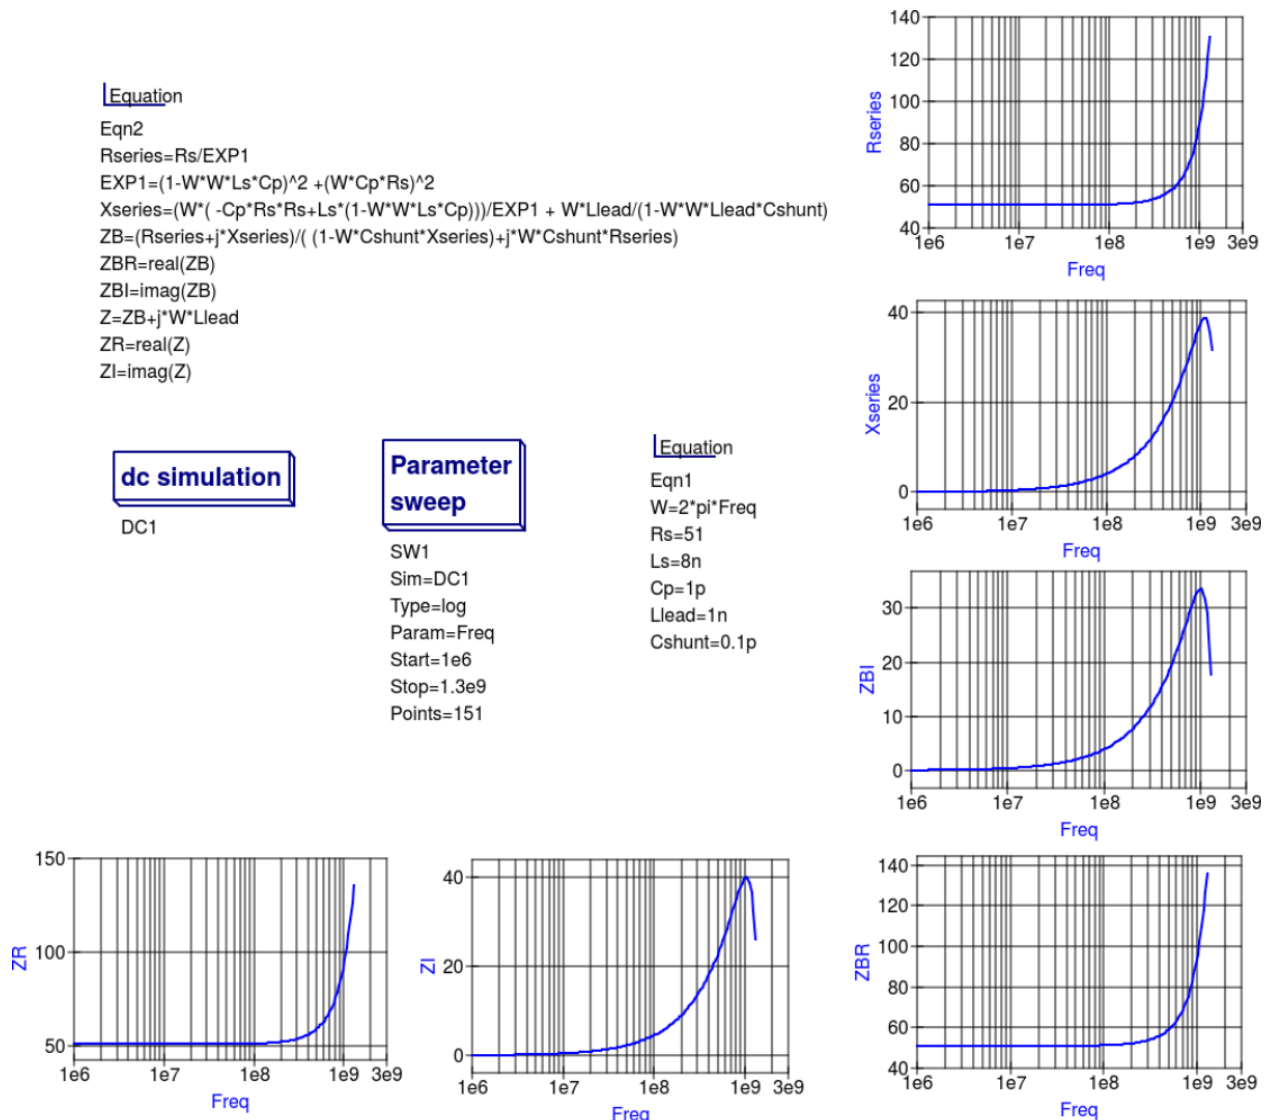 Equation
Eqn2
Rseries=Rs/EXP1
EXP1=(1-W*W*Ls*Cp)^2 +(W*Cp*Rs)^2
Xseries=(W*( -Cp*Rs*Rs+Ls*(1-W*W*Ls*Cp)))/EXP1 + W*Llead/(1-W*W*Llead*Cshunt)
ZB=(Rseries+j*Xseries)/( (1-W*Cshunt*Xseries)+j*W*Cshunt*Rseries)
ZBR=real(ZB)
ZBI=imag(ZB)
Z=ZB+j*W*Llead
ZR=real(Z)
ZI=imag(Z)
dc simulation
DC1
Parameter
sweep
SW1
Sim=DC1
Type=log
Param=Freq
Start=1e6
Stop=1.3e9
Points=151
Equation
Eqn1
W=2*pi*Freq
Rs=51
Ls=8n
Cp=1p
Llead=1n
Cshunt=0.1p
140
120
100
80
60
40
Rseries
1e6 1e7 1e8 1e9 3e9
Freq
40
20
0
Xseries
1e6 1e7 1e8 1e9 3e9
Freq
30
20
10
0
ZBI
1e6 1e7 1e8 1e9 3e9
Freq
150
100
50
ZR
1e6 1e7 1e8 1e9 3e9
Freq
40
20
0
ZI
1e6 1e7 1e8 1e9 3e9
Freq
140
120
100
80
60
40
ZBR
1e6 1e7 1e8 1e9 3e9
Freq